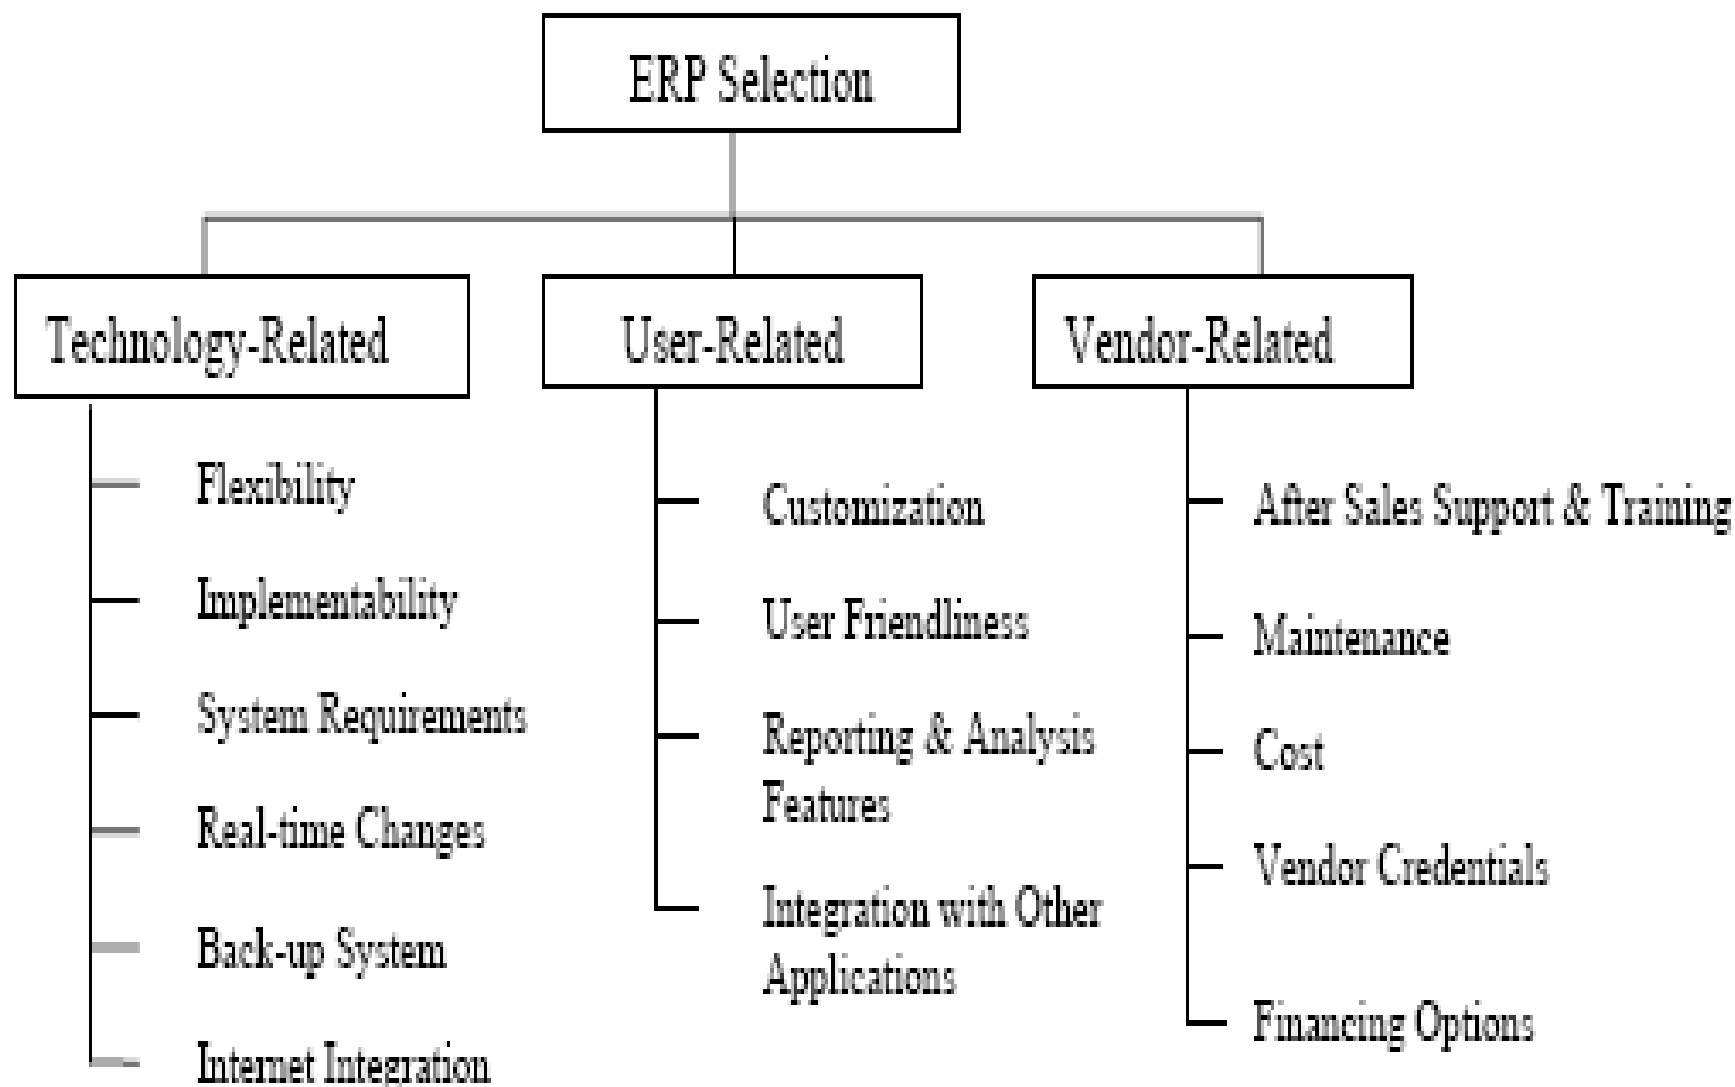 ERP Selection
Technology-Related
Flexibility
Implementability
System Requirements
Real-time Changes
Back-up System
Internet Integration
User-Related
Customization
User Friendliness
Reporting & Analysis
Features
Integration with Other
Applications
Vendor-Related
After Sales Support & Training
Maintenance
Cost
Vendor Credentials
Financing Options